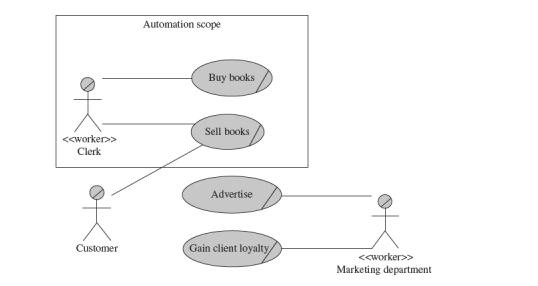 Automation scope
Buy books
<<worker>>
Clerk
Sell books
Customer
Advertise
Gain client loyalty
<<worker>>
Marketing department